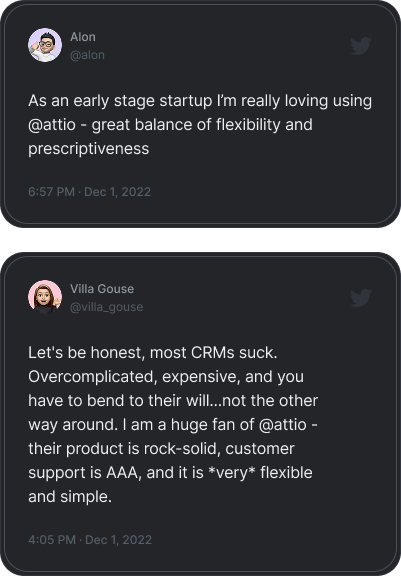 Alon
@alon
As an early stage startup I’m really loving using
@attio - great balance of flexibility and
prescriptiveness
6:57 PM · Dec 1, 2022
Villa Gouse
@villa_gouse
Let's be honest, most CRMs suck.
Overcomplicated, expensive, and you
have to bend to their will...not the other
way around. I am a huge fan of @attio -
their product is rock-solid, customer
support is AAA, and it is *very* flexible
and simple.
4:05 PM · Dec 1, 2022